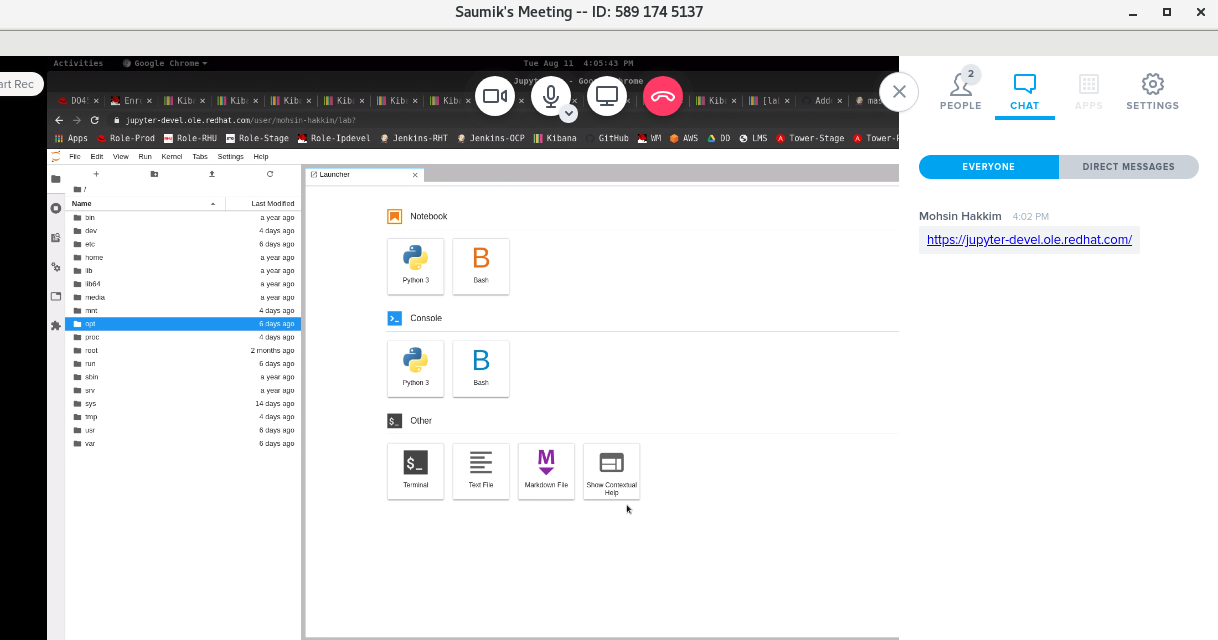 Saumik's Meeting -- ID: 589 174 5137
art Rec
Activities
Google Chrome
Tue Aug 11 4:05:43 PM
DO4
Enr
Kib
Kib
Kib
Kib
Kib
Kib
Kib
[la
Add
mas
jupyter-devel.ole.redhat.com/user/mohsin-hakkim/lab?
Apps
Role-Prod
Role-RHU
Role-Stage
Role-Ipdevel
Jenkins-RHT
Jenkins-OCP
Kibana
GitHub
WM
AWS
DD
LMS
Tower-Stage
Tower-P
File Edit View Run Kernel Tabs Settings Help
/
Name
Last Modified
bin a year ago
dev 4 days ago
etc 6 days ago
home a year ago
lib a year ago
lib64 a year ago
media a year ago
mnt 4 days ago
opt 6 days ago
proc 4 days ago
root 2 months ago
run 6 days ago
sbin a year ago
srv a year ago
sys 14 days ago
tmp 4 days ago
usr 6 days ago
var 6 days ago
Launcher
Notebook
Python 3
B
Bash
Console
Python 3
B
Bash
Other
$_
Terminal
Text File
M
Markdown File
Show Contextual
Help
2
PEOPLE
CHAT
APPS
SETTINGS
EVERYONE
DIRECT MESSAGES
Mohsin Hakkim 4:02 PM
https://jupyter-devel.ole.redhat.com/